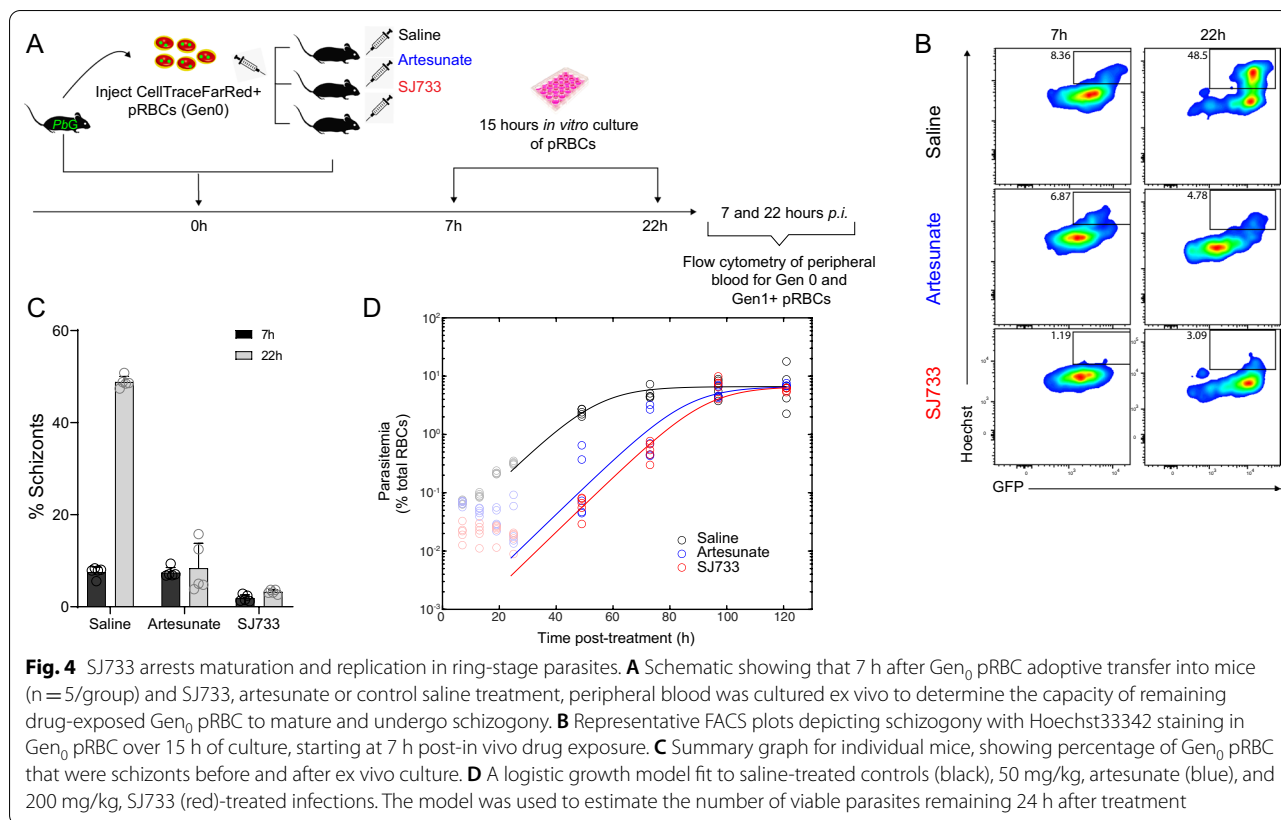 A
Inject CellTraceFarRed+
pRBCs (Gen0)
PbG
Saline
Artesunate
SJ733
15 hours in vitro culture
of pRBCs
0h
7h
22h
7 and 22 hours p.i.
Flow cytometry of peripheral
blood for Gen 0 and
Gen1+ pRBCs
B
7h
22h
Saline
8.36
48.5
Artesunate
6.87
4.78
SJ733
1.19
3.09
10⁴
10³
10³
10⁴
10³
10⁴
Hoechst
GFP
C
% Schizonts
60
40
20
0
7h
22h
Saline
Artesunate
SJ733
D
Parasitemia
(% total RBCs)
10²
10¹
10⁰
10⁻¹
10⁻²
10⁻³
0
20
40
60
80
100
120
Time post-treatment (h)
Saline
Artesunate
SJ733
Fig. 4 SJ733 arrests maturation and replication in ring-stage parasites. A Schematic showing that 7 h after Gen₀ pRBC adoptive transfer into mice
(n = 5/group) and SJ733, artesunate or control saline treatment, peripheral blood was cultured ex vivo to determine the capacity of remaining
drug-exposed Gen₀ pRBC to mature and undergo schizogony. B Representative FACS plots depicting schizogony with Hoechst33342 staining in
Gen₀ pRBC over 15 h of culture, starting at 7 h post-in vivo drug exposure. C Summary graph for individual mice, showing percentage of Gen₀ pRBC
that were schizonts before and after ex vivo culture. D A logistic growth model fit to saline-treated controls (black), 50 mg/kg, artesunate (blue), and
200 mg/kg, SJ733 (red)-treated infections. The model was used to estimate the number of viable parasites remaining 24 h after treatment